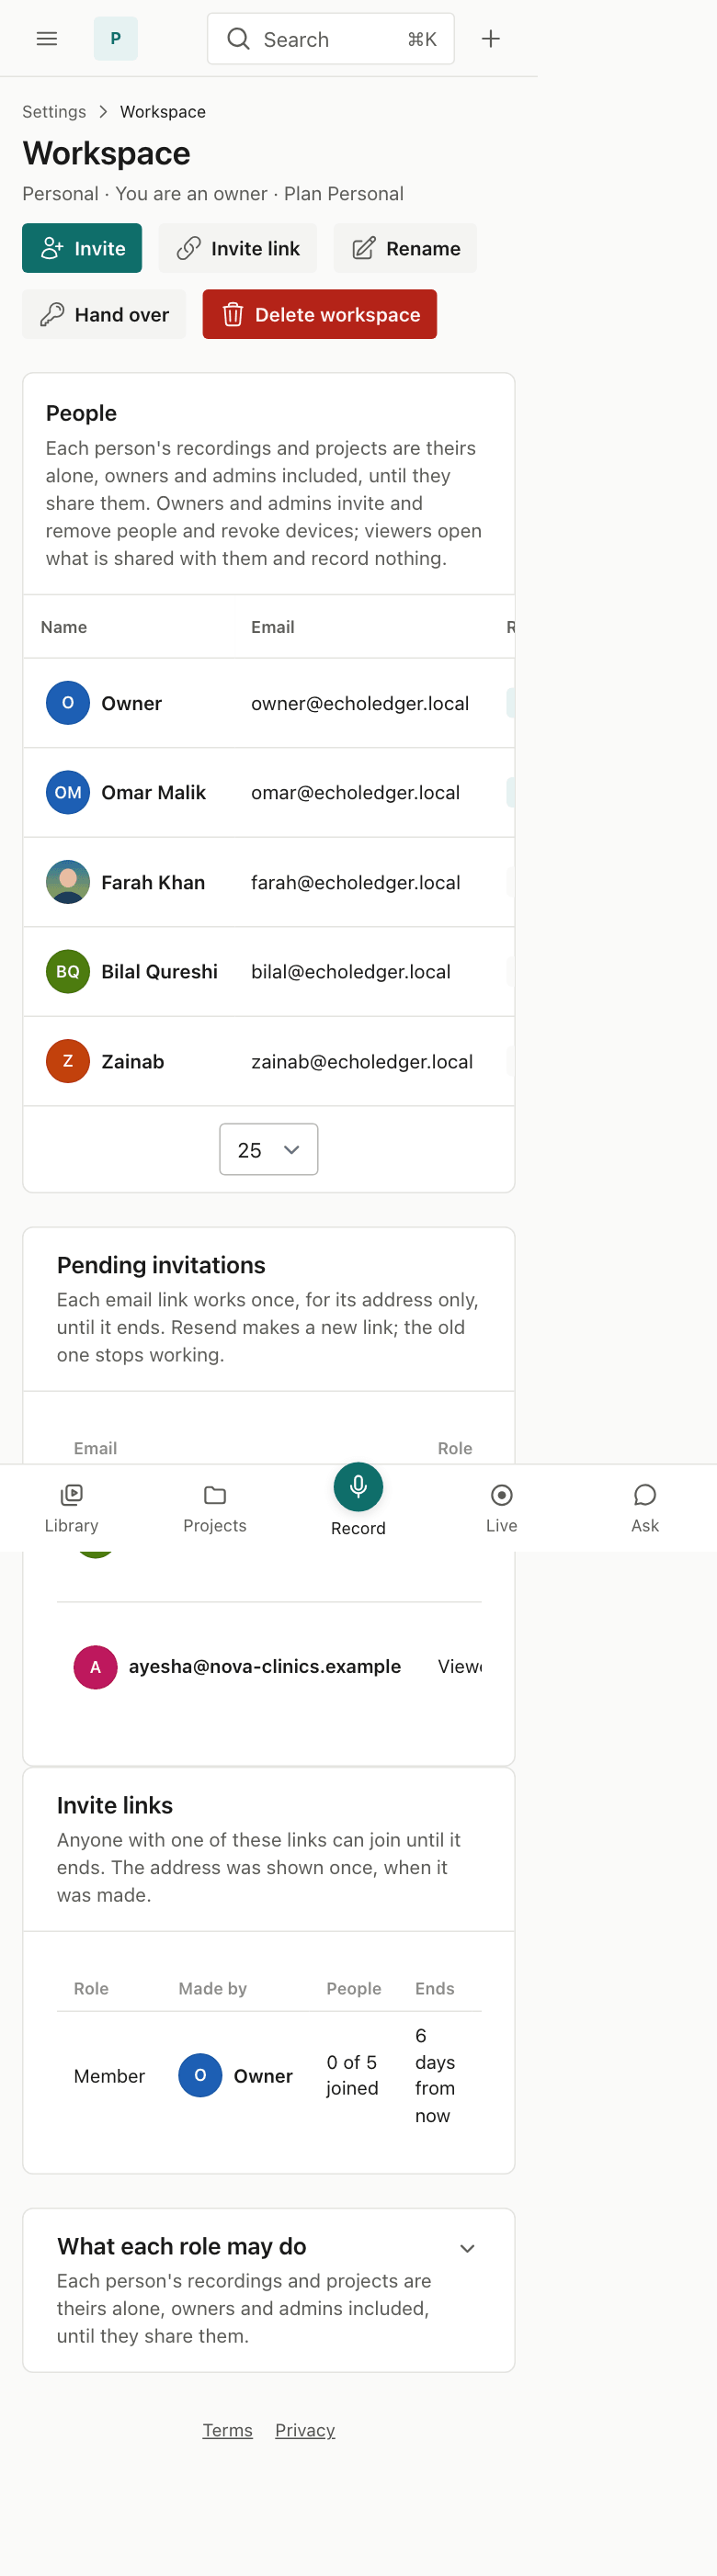 P
Search ⌘K
Settings > Workspace
Workspace
Personal · You are an owner · Plan Personal
Invite
Invite link
Rename
Hand over
Delete workspace
People
Each person's recordings and projects are theirs
alone, owners and admins included, until they
share them. Owners and admins invite and
remove people and revoke devices; viewers open
what is shared with them and record nothing.
Name Email
O Owner owner@echoledger.local
OM Omar Malik omar@echoledger.local
Farah Khan farah@echoledger.local
BQ Bilal Qureshi bilal@echoledger.local
Z Zainab zainab@echoledger.local
25
Pending invitations
Each email link works once, for its address only,
until it ends. Resend makes a new link; the old
one stops working.
Email Role
Library Projects Record Live Ask
A ayesha@nova-clinics.example
Invite links
Anyone with one of these links can join until it
ends. The address was shown once, when it
was made.
Role Made by People Ends
Member O Owner 0 of 5 joined 6 days from now
What each role may do
Each person's recordings and projects are
theirs alone, owners and admins included,
until they share them.
Terms Privacy